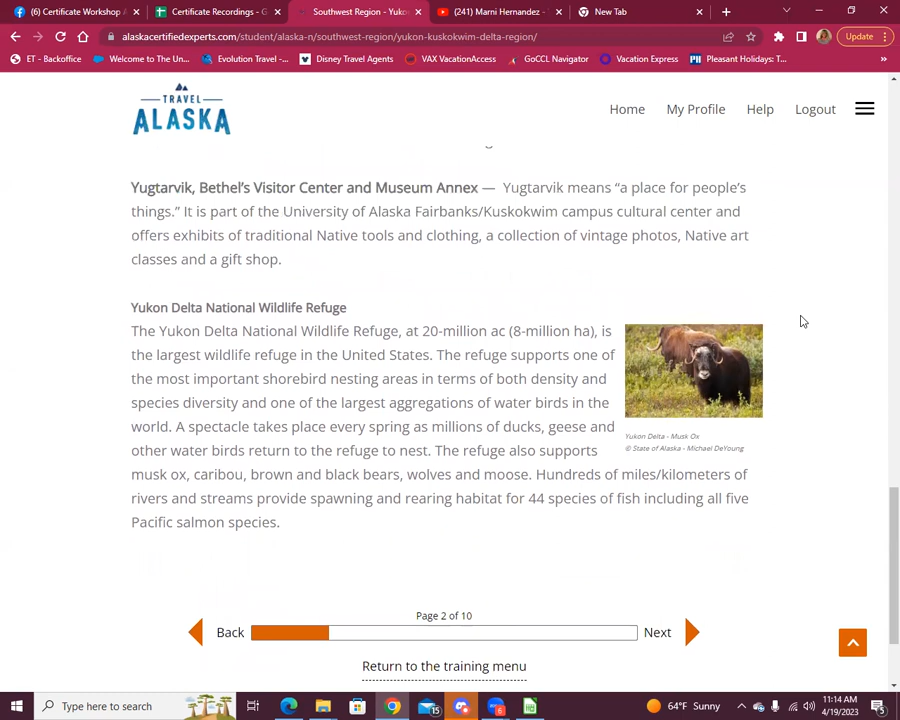 (6) Certificate Workshop A
Certificate Recordings - G
Southwest Region - Yuko
(241) Marni Hernandez -
New Tab
alaskacertifiedexperts.com/student/alaska-n/southwest-region/yukon-kuskokwim-delta-region/
Update
ET - Backoffice
Welcome to The Un...
Evolution Travel -...
Disney Travel Agents
VAX VacationAccess
GoCCL Navigator
Vacation Express
Pleasant Holidays: T...
TRAVEL
ALASKA
Home
My Profile
Help
Logout
Yugtarvik, Bethel's Visitor Center and Museum Annex — Yugtarvik means “a place for people's
things.” It is part of the University of Alaska Fairbanks/Kuskokwim campus cultural center and
offers exhibits of traditional Native tools and clothing, a collection of vintage photos, Native art
classes and a gift shop.
Yukon Delta National Wildlife Refuge
The Yukon Delta National Wildlife Refuge, at 20-million ac (8-million ha), is
the largest wildlife refuge in the United States. The refuge supports one of
the most important shorebird nesting areas in terms of both density and
species diversity and one of the largest aggregations of water birds in the
world. A spectacle takes place every spring as millions of ducks, geese and
other water birds return to the refuge to nest. The refuge also supports
musk ox, caribou, brown and black bears, wolves and moose. Hundreds of miles/kilometers of
rivers and streams provide spawning and rearing habitat for 44 species of fish including all five
Pacific salmon species.
Yukon Delta - Musk Ox
© State of Alaska - Michael DeYoung
Page 2 of 10
Back
Next
Return to the training menu
Type here to search
15
6
64°F Sunny
11:14 AM
4/19/2023
5